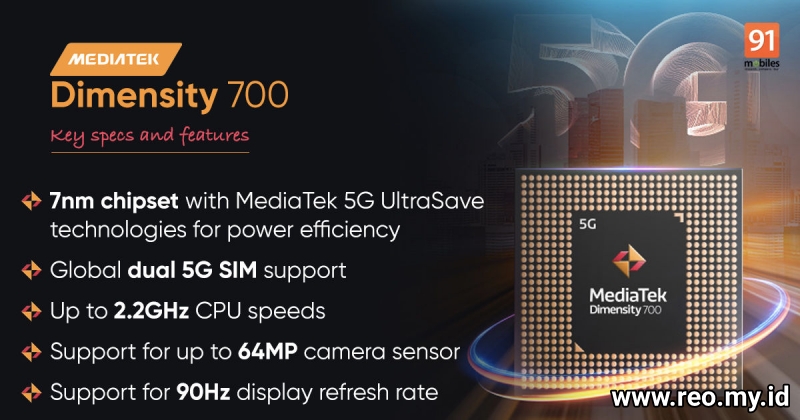 MEDIATEK
Dimensity 700
Key specs and features
7nm chipset with MediaTek 5G UltraSave
technologies for power efficiency
Global dual 5G SIM support
Up to 2.2GHz CPU speeds
Support for up to 64MP camera sensor
Support for 90Hz display refresh rate
5G
91
mobiles
5G
MediaTek
Dimensity 700
www.reo.my.id